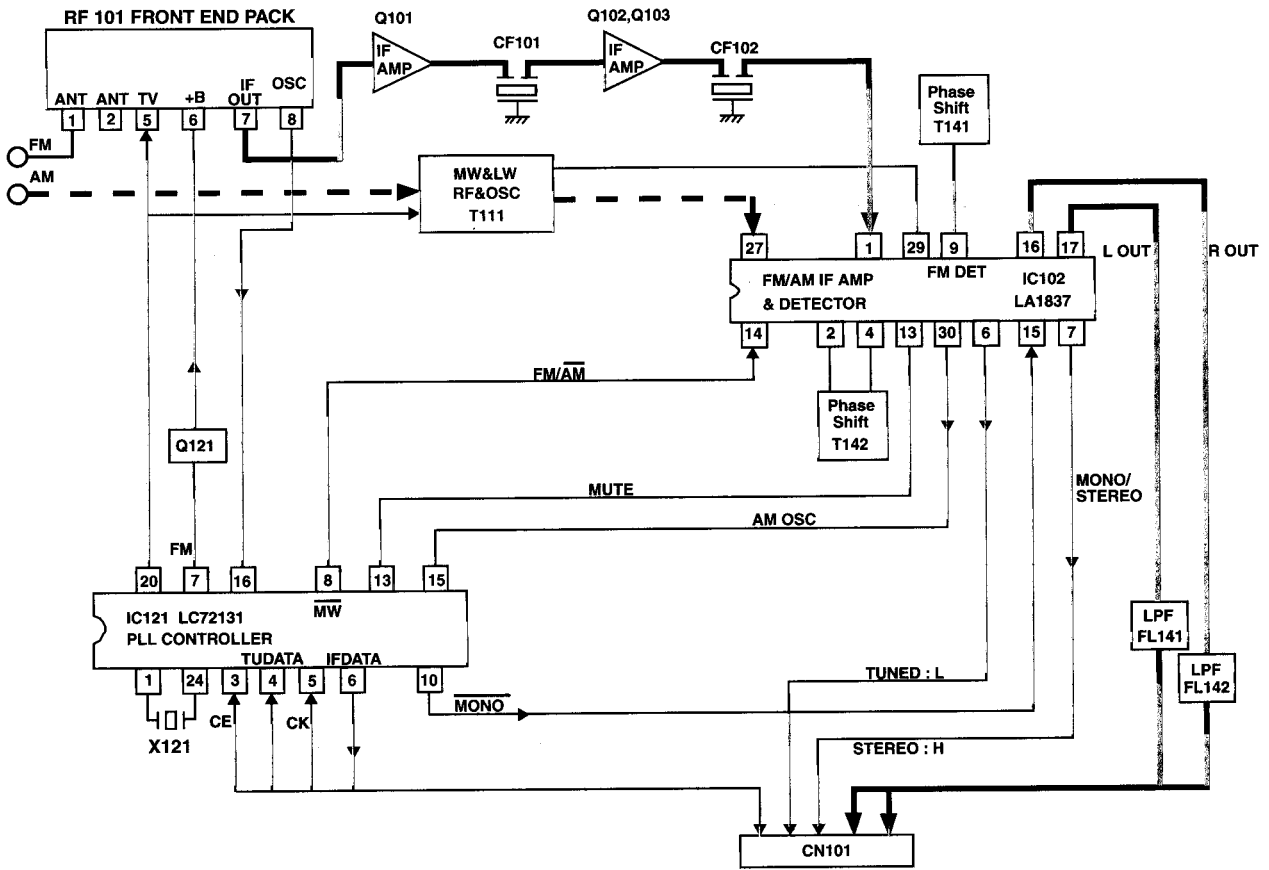 RF 101 FRONT END PACK
Q101
Q102,Q103
IF
AMP
CF101
IF
AMP
CF102
ANT
ANT
TV
+B
IF
OUT
OSC
1
2
5
6
7
8
FM
AM
MW&LW
RF&OSC
T111
Phase
Shift
T141
27
1
29
9
16
17
L OUT
R OUT
FM/AM IF AMP
& DETECTOR
FM DET
IC102
LA1837
14
2
4
13
30
6
15
7
FM/AM
Phase
Shift
T142
Q121
MUTE
MONO/
STEREO
AM OSC
FM
20
7
16
8
13
15
IC121 LC72131
PLL CONTROLLER
MW
TUDATA
IFDATA
1
24
3
4
5
6
10
X121
CE
CK
MONO
LPF
FL141
LPF
FL142
TUNED : L
STEREO : H
CN101